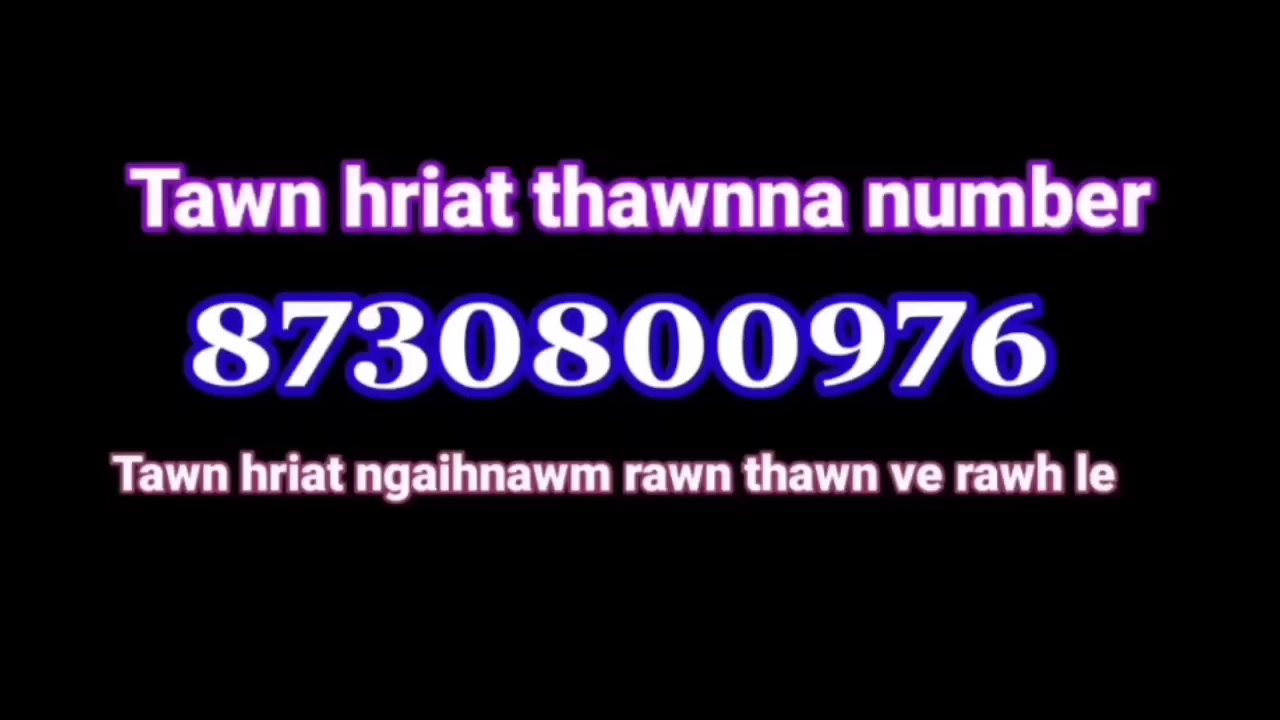 Tawn hriat thawnna number
8730800976
Tawn hriat ngaihnawm rawn thawn ve rawh le